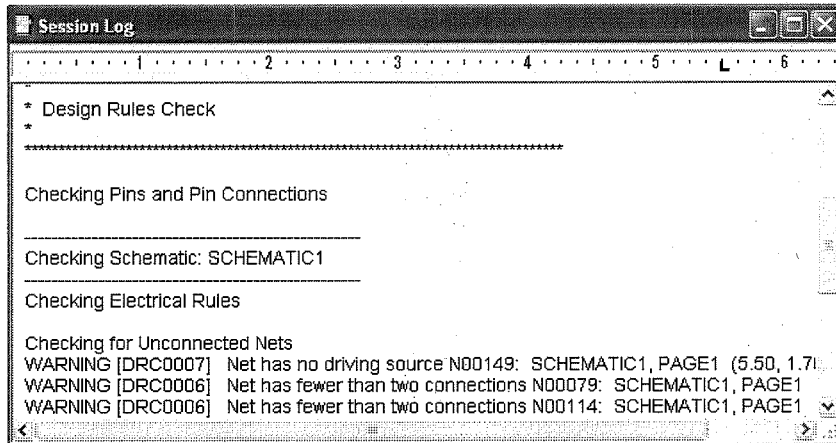 Session Log
1 2 3 4 5 6
* Design Rules Check
*
********************************************************************************
Checking Pins and Pin Connections
--------------------------------------------------
Checking Schematic: SCHEMATIC1
--------------------------------------------------
Checking Electrical Rules
Checking for Unconnected Nets
WARNING [DRC0007] Net has no driving source N00149: SCHEMATIC1, PAGE1 (5.50, 1.7
WARNING [DRC0006] Net has fewer than two connections N00079: SCHEMATIC1, PAGE1
WARNING [DRC0006] Net has fewer than two connections N00114: SCHEMATIC1, PAGE1